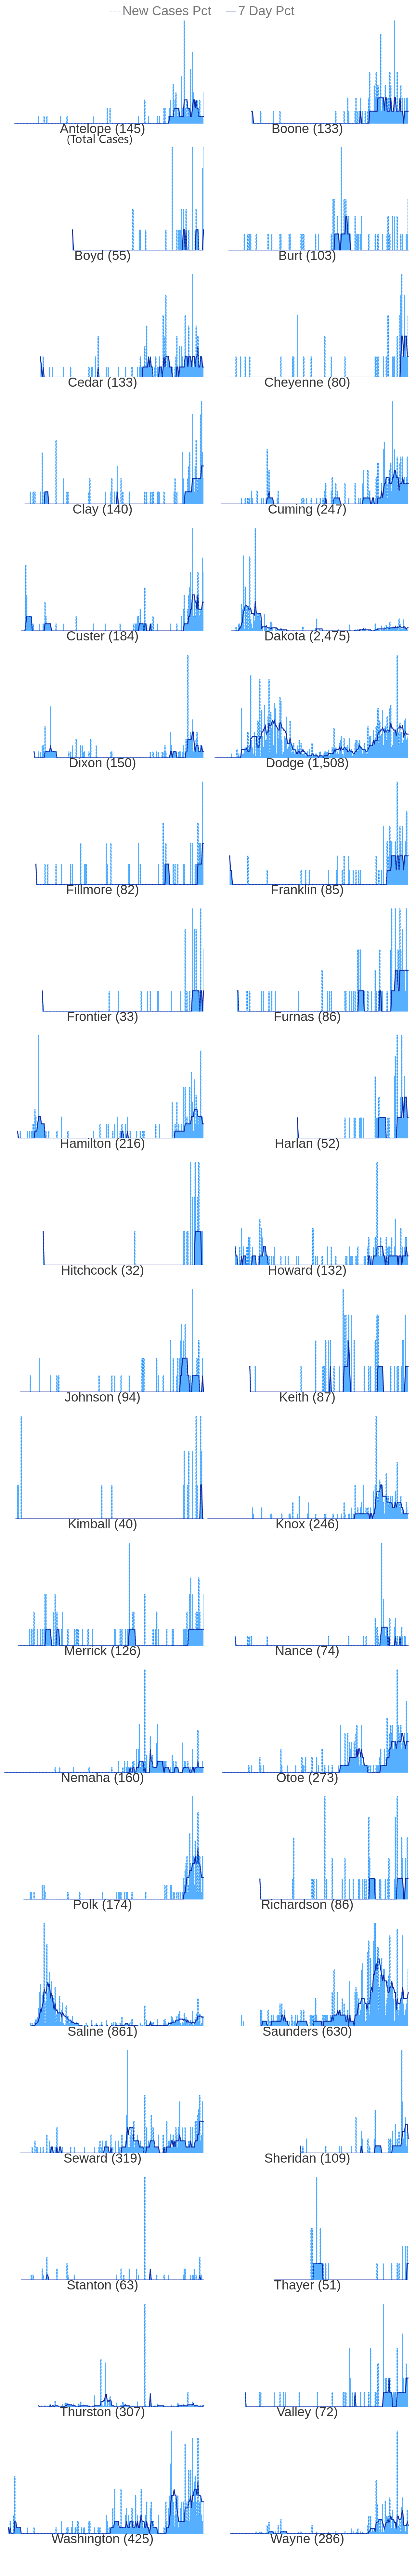 New Cases Pct 7 Day Pct
Antelope (145) Boone (133)
(Total Cases)
Boyd (55) Burt (103)
Cedar (133) Cheyenne (80)
Clay (140) Cuming (247)
Custer (184) Dakota (2,475)
Dixon (150) Dodge (1,508)
Fillmore (82) Franklin (85)
Frontier (33) Furnas (86)
Hamilton (216) Harlan (52)
Hitchcock (32) Howard (132)
Johnson (94) Keith (87)
Kimball (40) Knox (246)
Merrick (126) Nance (74)
Nemaha (160) Otoe (273)
Polk (174) Richardson (86)
Saline (861) Saunders (630)
Seward (319) Sheridan (109)
Stanton (63) Thayer (51)
Thurston (307) Valley (72)
Washington (425) Wayne (286)